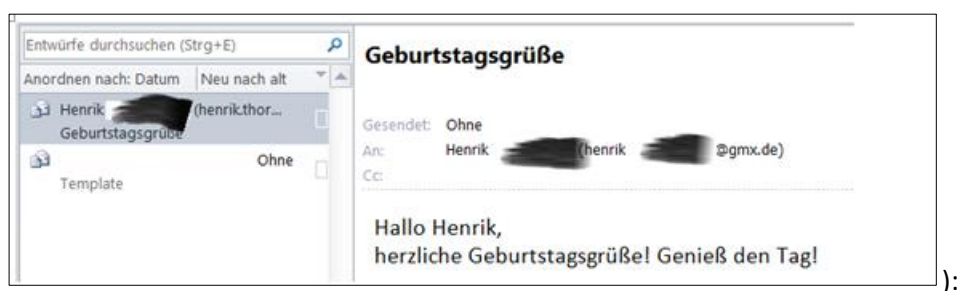 Entwürfe durchsuchen (Strg+E)
Anordnen nach: Datum Neu nach alt
Henrik (henrik.thor...
Geburtstagsgrüße
Ohne
Template
Geburtstagsgrüße
Gesendet: Ohne
An: Henrik (henrik @gmx.de)
Cc:
Hallo Henrik,
herzliche Geburtstagsgrüße! Genieß den Tag!
):